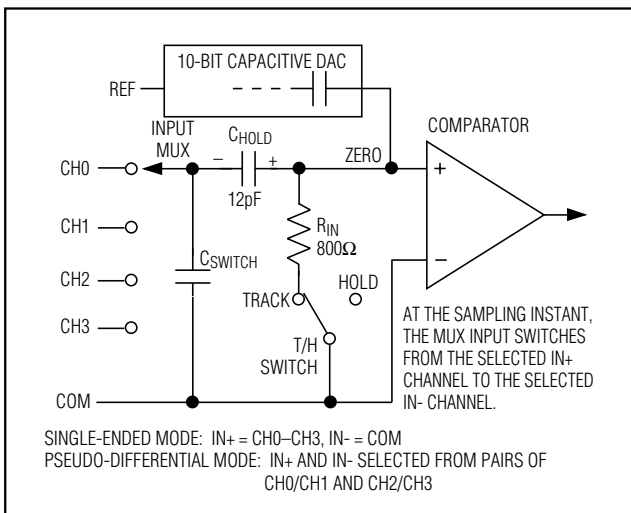 10-BIT CAPACITIVE DAC
REF
INPUT
MUX
CHOLD
− +
12pF
ZERO
COMPARATOR
+
−
CH0
CH1
CH2
CH3
CSWITCH
RIN
800Ω
TRACK
HOLD
T/H
SWITCH
COM
AT THE SAMPLING INSTANT,
THE MUX INPUT SWITCHES
FROM THE SELECTED IN+
CHANNEL TO THE SELECTED
IN- CHANNEL.
SINGLE-ENDED MODE: IN+ = CH0–CH3, IN- = COM
PSEUDO-DIFFERENTIAL MODE: IN+ AND IN- SELECTED FROM PAIRS OF
CH0/CH1 AND CH2/CH3